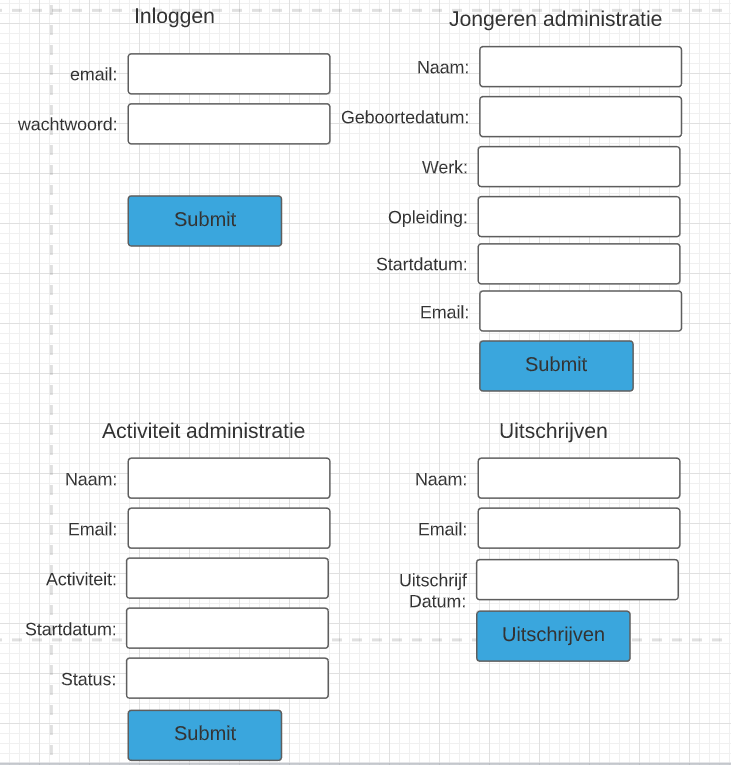 Inloggen
email:
wachtwoord:
Submit
Jongeren administratie
Naam:
Geboortedatum:
Werk:
Opleiding:
Startdatum:
Email:
Submit
Activiteit administratie
Naam:
Email:
Activiteit:
Startdatum:
Status:
Submit
Uitschrijven
Naam:
Email:
Uitschrijf
Datum:
Uitschrijven